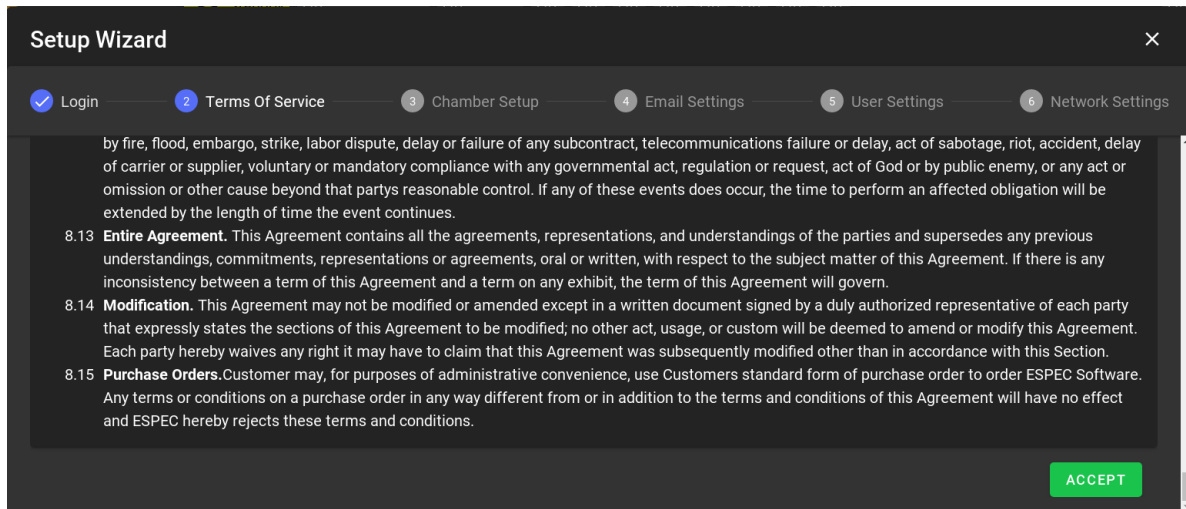 Setup Wizard
Login
2 Terms Of Service
3 Chamber Setup
4 Email Settings
5 User Settings
6 Network Settings
by fire, flood, embargo, strike, labor dispute, delay or failure of any subcontract, telecommunications failure or delay, act of sabotage, riot, accident, delay
of carrier or supplier, voluntary or mandatory compliance with any governmental act, regulation or request, act of God or by public enemy, or any act or
omission or other cause beyond that partys reasonable control. If any of these events does occur, the time to perform an affected obligation will be
extended by the length of time the event continues.
8.13 Entire Agreement. This Agreement contains all the agreements, representations, and understandings of the parties and supersedes any previous
understandings, commitments, representations or agreements, oral or written, with respect to the subject matter of this Agreement. If there is any
inconsistency between a term of this Agreement and a term on any exhibit, the term of this Agreement will govern.
8.14 Modification. This Agreement may not be modified or amended except in a written document signed by a duly authorized representative of each party
that expressly states the sections of this Agreement to be modified; no other act, usage, or custom will be deemed to amend or modify this Agreement.
Each party hereby waives any right it may have to claim that this Agreement was subsequently modified other than in accordance with this Section.
8.15 Purchase Orders.Customer may, for purposes of administrative convenience, use Customers standard form of purchase order to order ESPEC Software.
Any terms or conditions on a purchase order in any way different from or in addition to the terms and conditions of this Agreement will have no effect
and ESPEC hereby rejects these terms and conditions.
ACCEPT